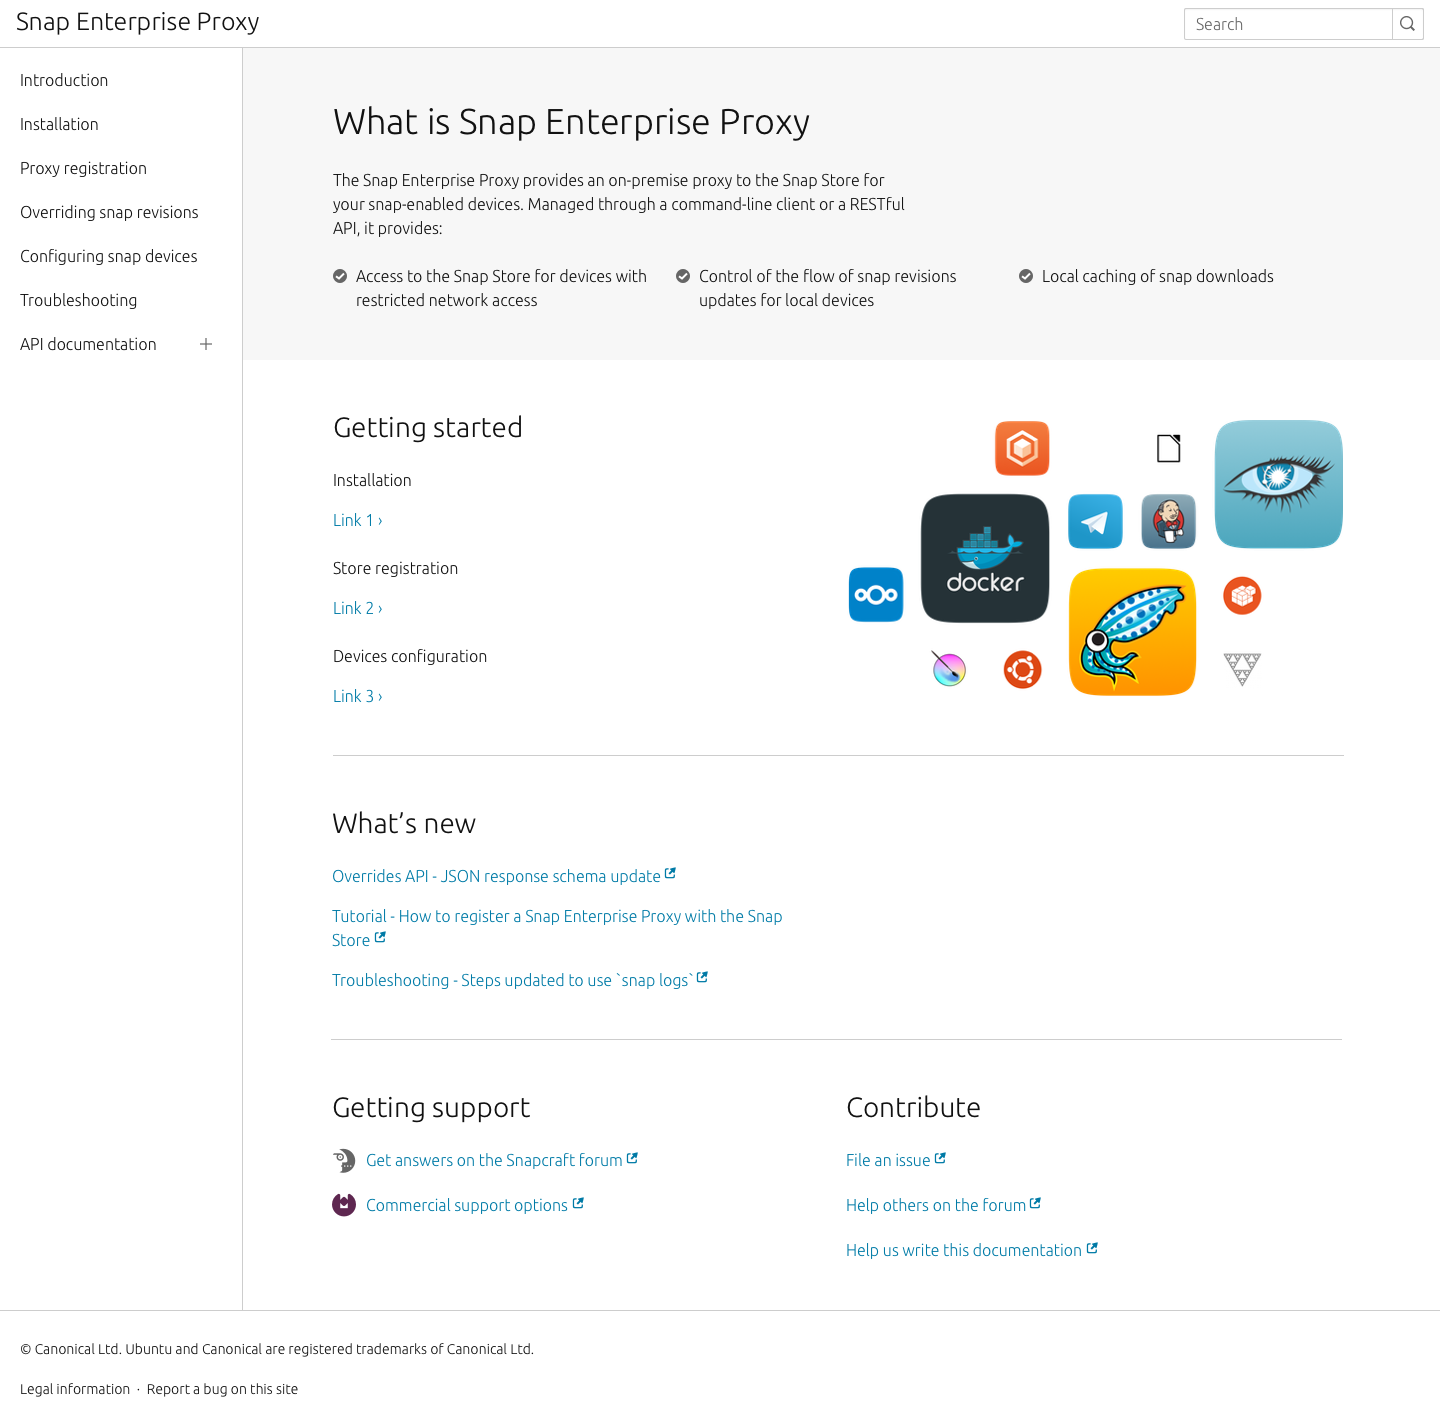 Snap Enterprise Proxy
Search
Introduction
Installation
Proxy registration
Overriding snap revisions
Configuring snap devices
Troubleshooting
API documentation
What is Snap Enterprise Proxy
The Snap Enterprise Proxy provides an on-premise proxy to the Snap Store for
your snap-enabled devices. Managed through a command-line client or a RESTful
API, it provides:
Access to the Snap Store for devices with
restricted network access
Control of the flow of snap revisions
updates for local devices
Local caching of snap downloads
Getting started
Installation
Link 1 ›
Store registration
Link 2 ›
Devices configuration
Link 3 ›
docker
What’s new
Overrides API - JSON response schema update
Tutorial - How to register a Snap Enterprise Proxy with the Snap
Store
Troubleshooting - Steps updated to use `snap logs`
Getting support
Get answers on the Snapcraft forum
Commercial support options
Contribute
File an issue
Help others on the forum
Help us write this documentation
© Canonical Ltd. Ubuntu and Canonical are registered trademarks of Canonical Ltd.
Legal information · Report a bug on this site